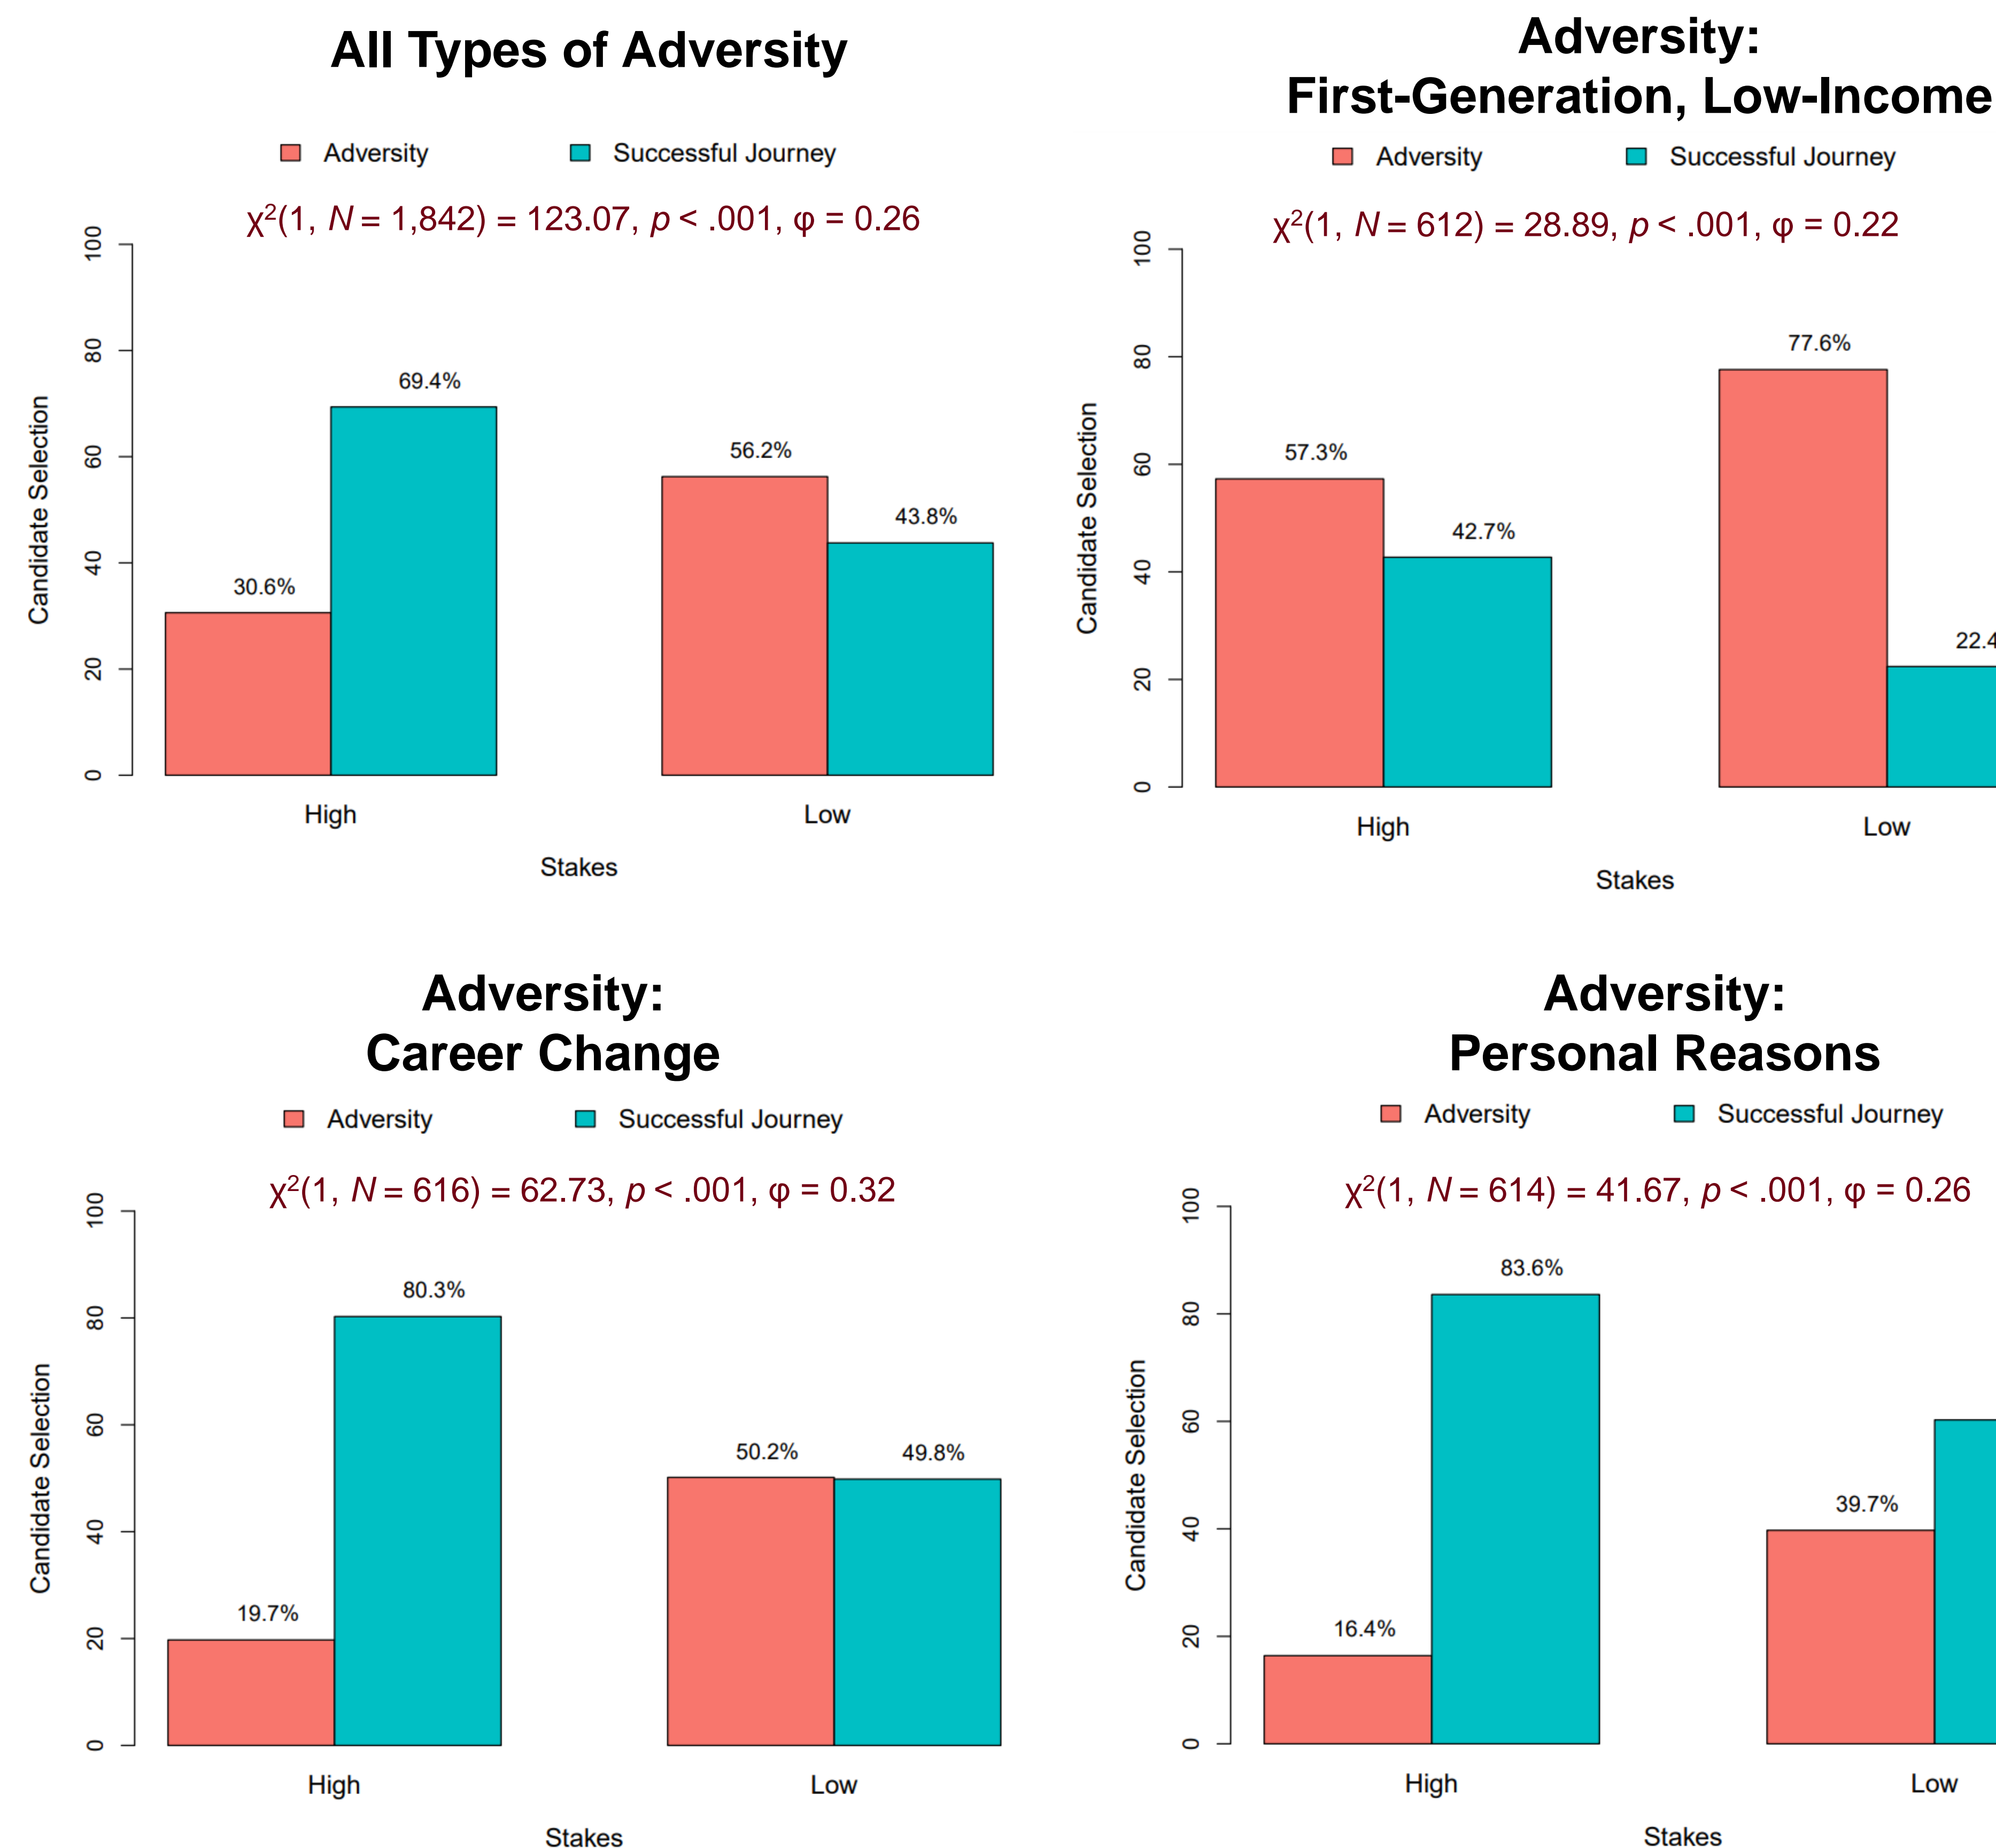 All Types of Adversity
Adversity
Successful Journey
χ²(1, N = 1,842) = 123.07, p < .001, φ = 0.26
Candidate Selection
100
80
60
40
20
0
30.6%
69.4%
56.2%
43.8%
High
Low
Stakes
Adversity:
First-Generation, Low-Income
Adversity
Successful Journey
χ²(1, N = 612) = 28.89, p < .001, φ = 0.22
Candidate Selection
100
80
60
40
20
0
57.3%
42.7%
77.6%
22.4
High
Low
Stakes
Adversity:
Career Change
Adversity
Successful Journey
χ²(1, N = 616) = 62.73, p < .001, φ = 0.32
Candidate Selection
100
80
60
40
20
0
19.7%
80.3%
50.2%
49.8%
High
Low
Stakes
Adversity:
Personal Reasons
Adversity
Successful Journey
χ²(1, N = 614) = 41.67, p < .001, φ = 0.26
Candidate Selection
100
80
60
40
20
0
16.4%
83.6%
39.7%
High
Low
Stakes